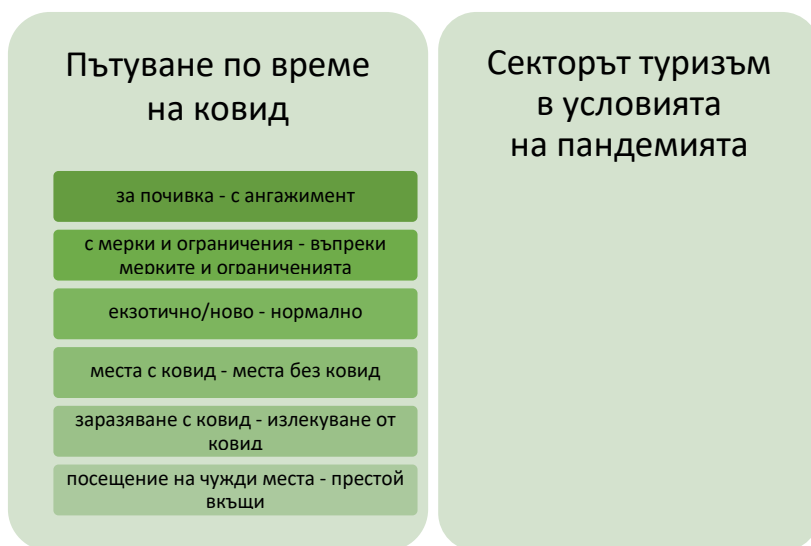 Пътуване по време
на ковид
за почивка - с ангажимент
с мерки и ограничения - въпреки
мерките и ограниченията
екзотично/ново - нормално
места с ковид - места без ковид
заразяване с ковид - излекуване от
ковид
посещение на чужди места - престой
вкъщи
Секторът туризъм
в условията
на пандемията